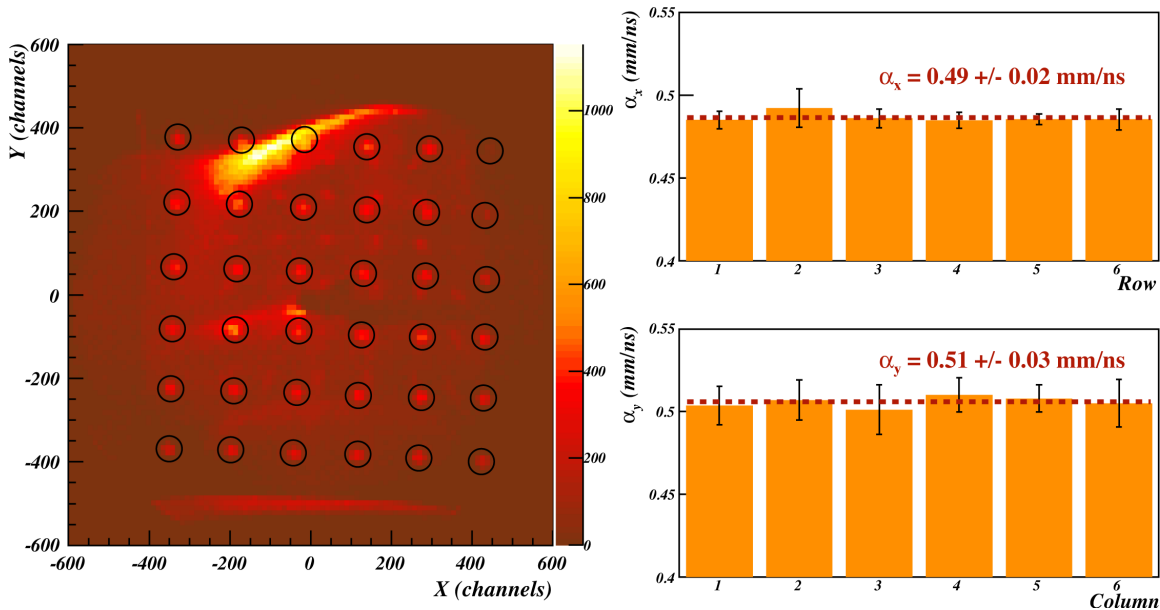 Y (channels)
600
400
200
0
-200
-400
-600
-600
-400
-200
0
200
400
600
X (channels)
1000
800
600
400
200
0
αx (mm/ns)
0.55
0.5
0.45
0.4
αx = 0.49 +/- 0.02 mm/ns
1 2 3 4 5 6
Row
αy (mm/ns)
0.55
0.5
0.45
0.4
αy = 0.51 +/- 0.03 mm/ns
1 2 3 4 5 6
Column